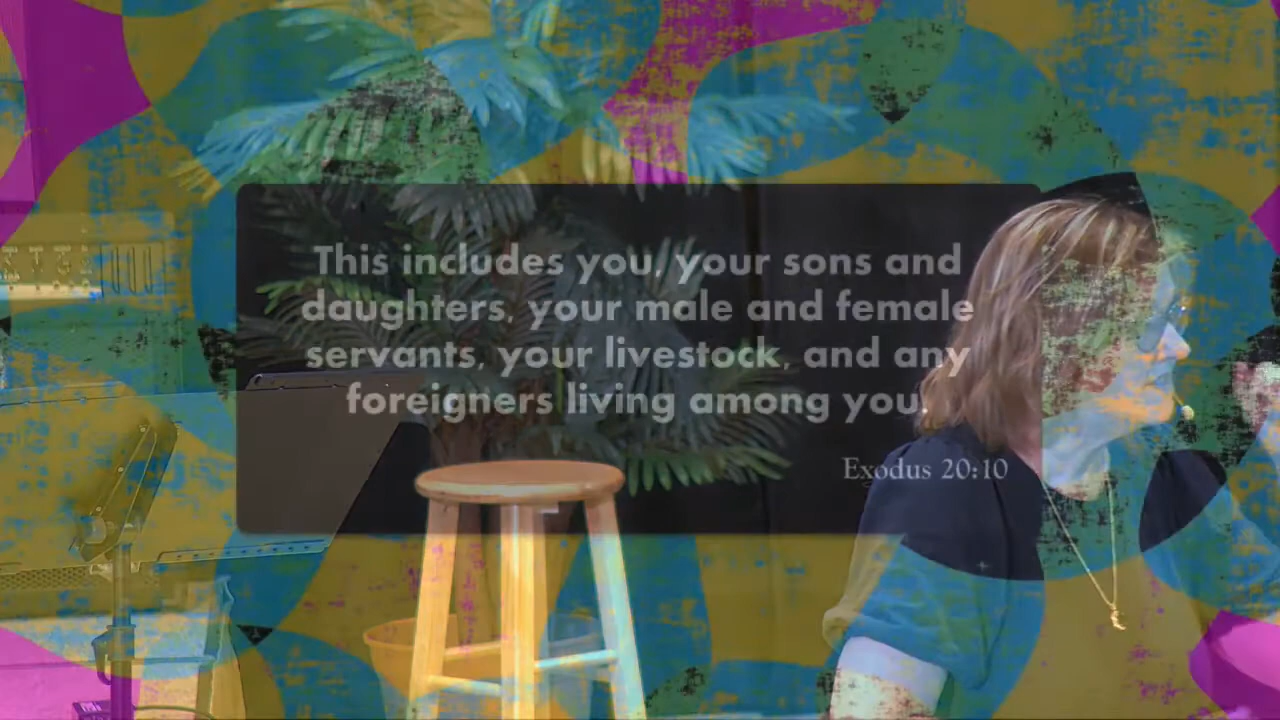 This includes you, your sons and
daughters, your male and female
servants, your livestock, and any
foreigners living among you.
Exodus 20:10